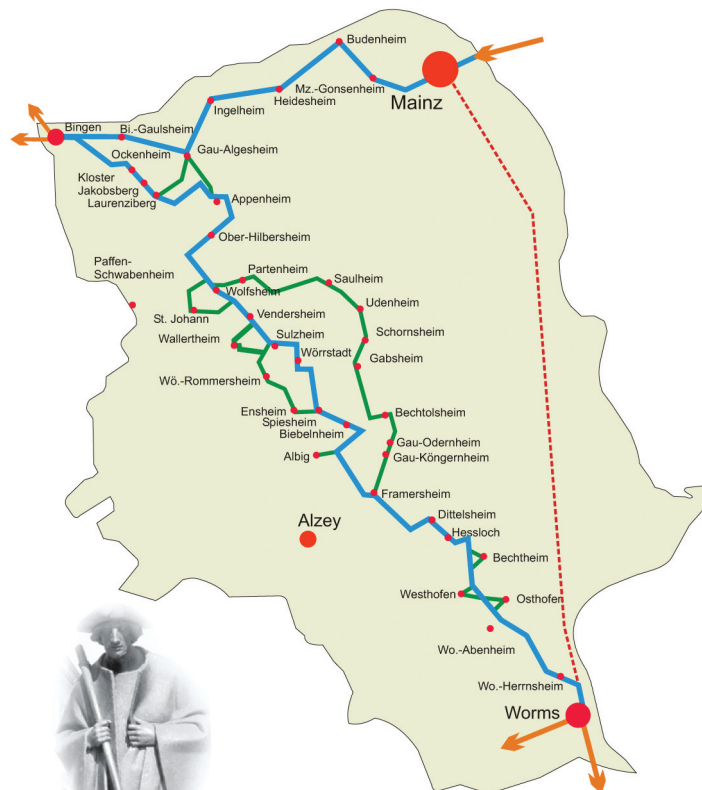 Budenheim
Mainz
Mz.-Gonsenheim
Heidesheim
Ingelheim
Bingen
Bi.-Gaulsheim
Ockenheim
Gau-Algesheim
Kloster
Jakobsberg
Laurenziberg
Appenheim
Ober-Hilbersheim
Paffen-
Schwabenheim
Partenheim
Saulheim
Wolfsheim
Udenheim
St. Johann
Vendersheim
Wallertheim
Sulzheim
Schornsheim
Wörrstadt
Gabsheim
Wö.-Rommersheim
Ensheim
Spiesheim
Bechtolsheim
Biebelnheim
Gau-Odernheim
Albig
Gau-Köngernheim
Framersheim
Alzey
Dittelsheim
Hessloch
Bechtheim
Westhofen
Osthofen
Wo.-Abenheim
Wo.-Herrnsheim
Worms